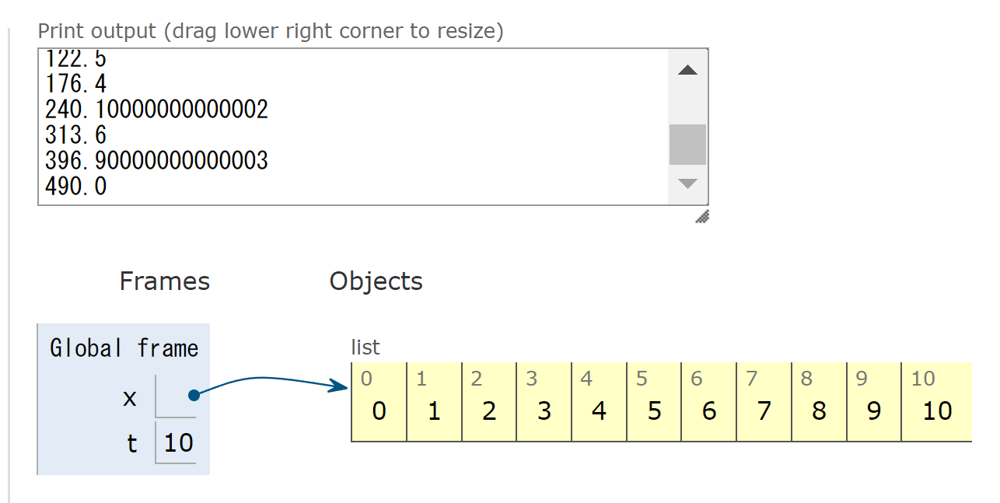 Print output (drag lower right corner to resize)
122.5
176.4
240.10000000000002
313.6
396.90000000000003
490.0
Frames Objects
Global frame
list
0 1 2 3 4 5 6 7 8 9 10
x
0 1 2 3 4 5 6 7 8 9 10
t 10